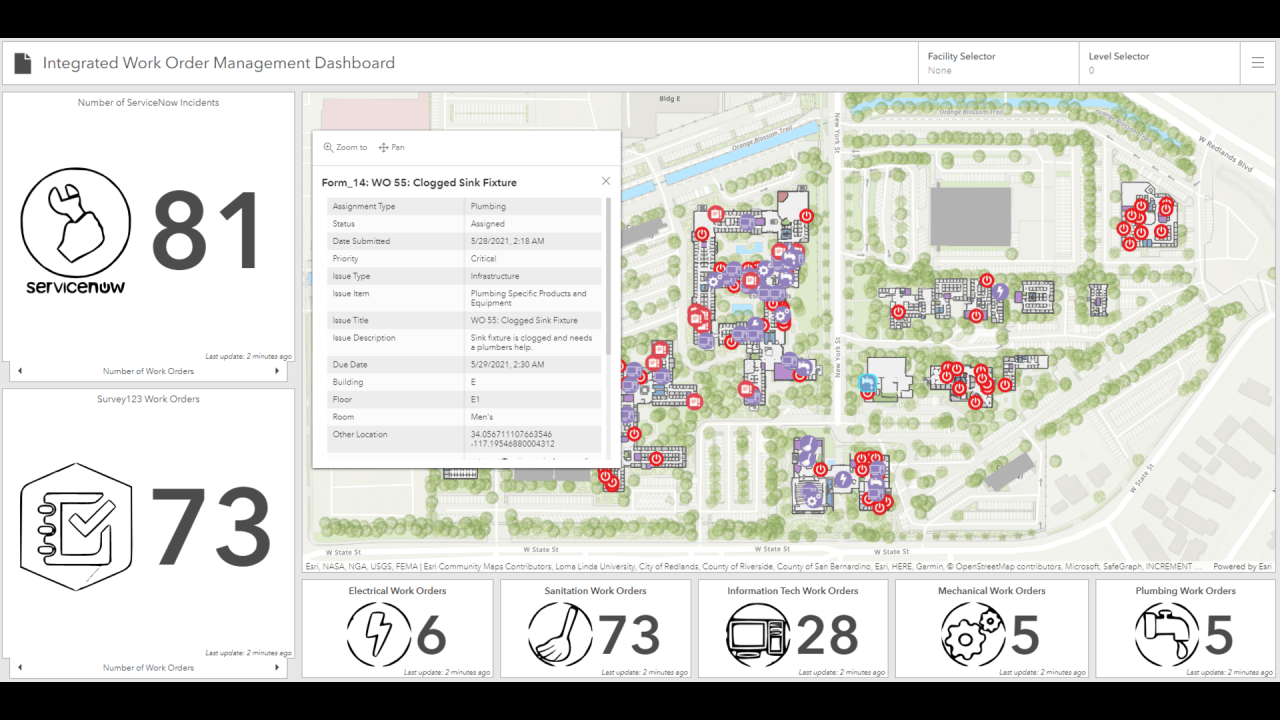 Integrated Work Order Management Dashboard
Facility Selector
None
Level Selector
0
Number of ServiceNow Incidents
servicenow
81
Last update: 2 minutes ago
Number of Work Orders
Survey123 Work Orders
73
Last update: 2 minutes ago
Number of Work Orders
Bldg E
Orange Blossom Trail
Orange Blossom Trail
New York St
W Redlands Blvd
Zoom to
Pan
Form_14: WO 55: Clogged Sink Fixture
Assignment Type Plumbing
Status Assigned
Date Submitted 5/28/2021, 2:18 AM
Priority Critical
Issue Type Infrastructure
Issue Item Plumbing Specific Products and
Equipment
Issue Title WO 55: Clogged Sink Fixture
Issue Description Sink fixture is clogged and needs
a plumbers help.
Due Date 5/29/2021, 2:30 AM
Building E
Floor E1
Room Men's
Other Location 34.056711107663546
-117.19546880004312
New York St
W State St
W State St
W State St
W State St
W State St
Esri, NASA, NGA, USGS, FEMA | Esri Community Maps Contributors, Loma Linda University, City of Redlands, County of Riverside, County of San Bernardino, Esri, HERE, Garmin, © OpenStreetMap contributors, Microsoft, SafeGraph, INCREMENT ...
Powered by Esri
Electrical Work Orders
6
Last update: 2 minutes ago
Sanitation Work Orders
73
Last update: 2 minutes ago
Information Tech Work Orders
28
Last update: 2 minutes ago
Mechanical Work Orders
5
Last update: 2 minutes ago
Plumbing Work Orders
5
Last update: 2 minutes ago